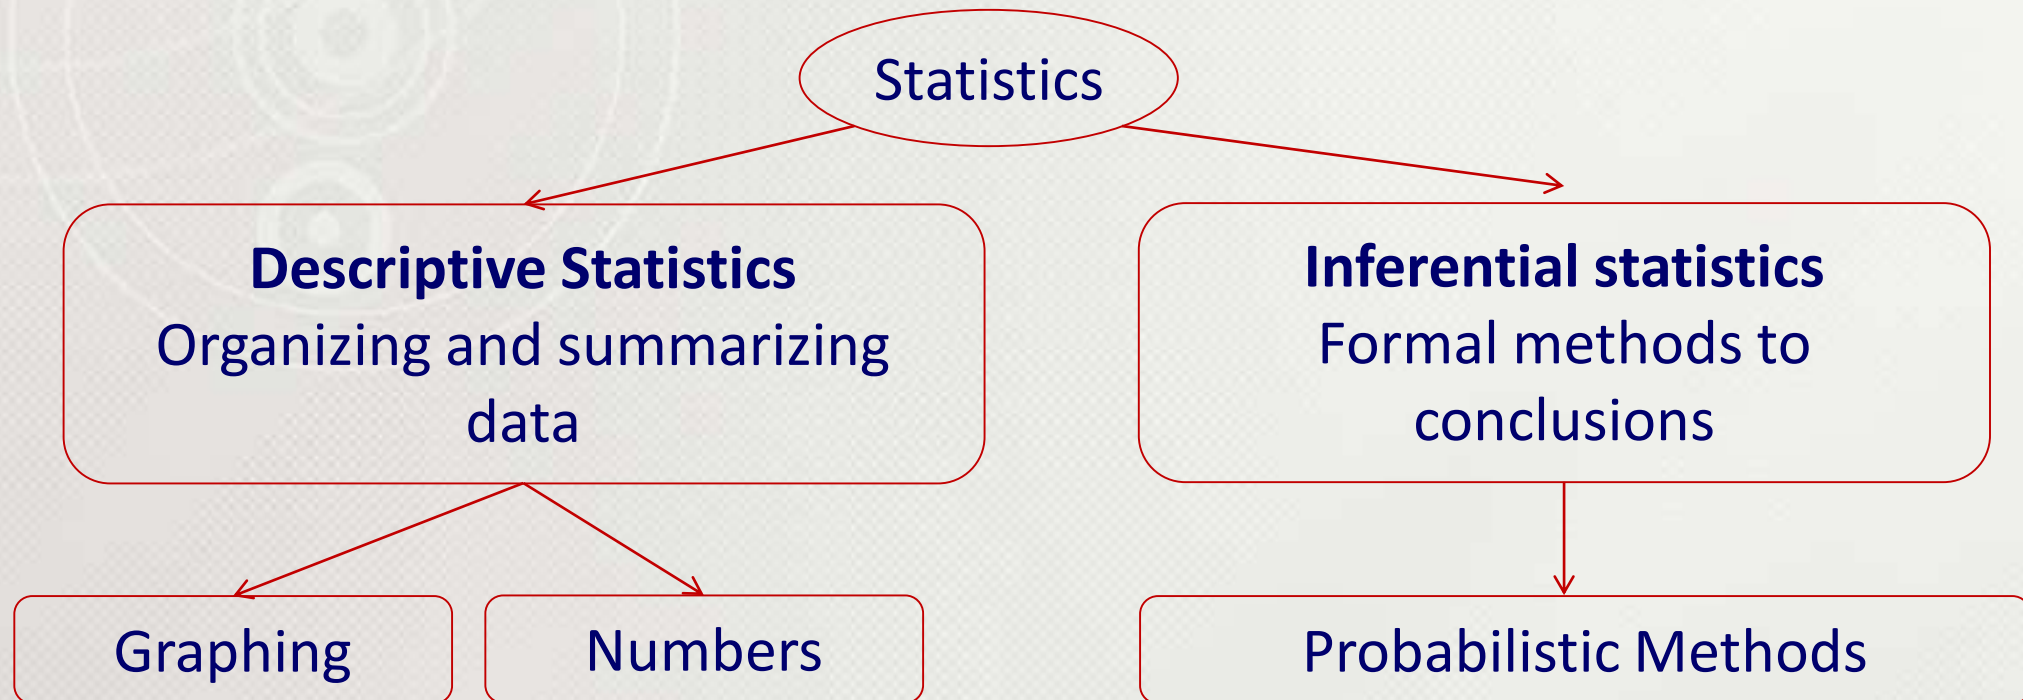 Statistics
Descriptive Statistics
Organizing and summarizing
data
Inferential statistics
Formal methods to
conclusions
Graphing
Numbers
Probabilistic Methods